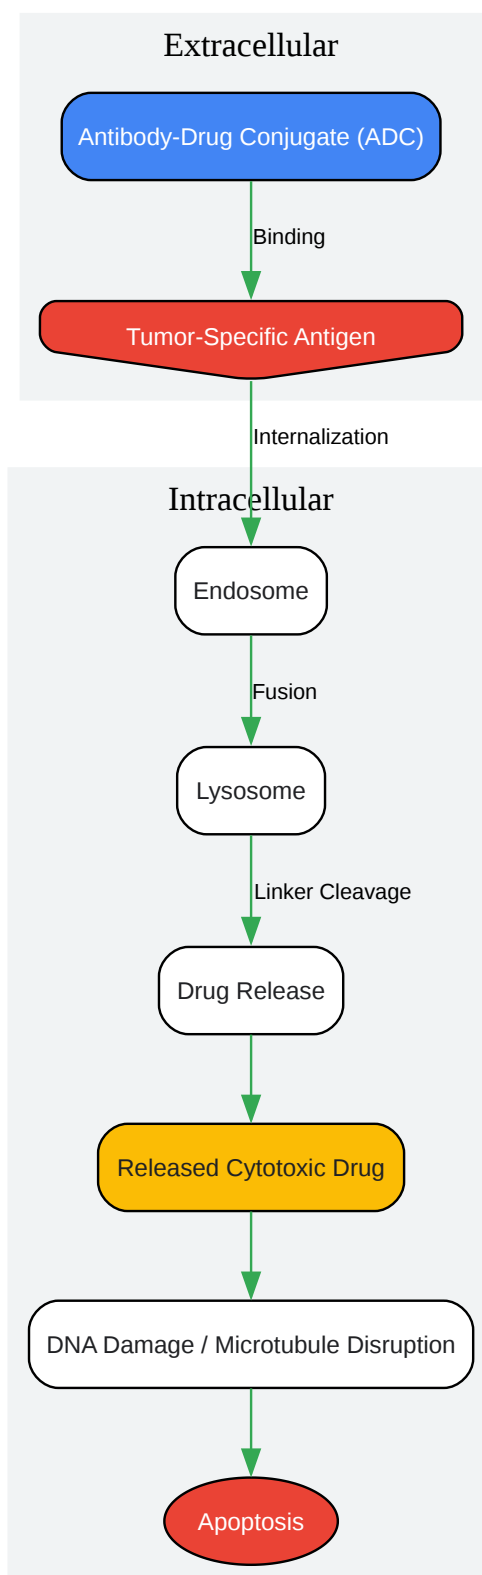 Extracellular
Antibody-Drug Conjugate (ADC)
Binding
Tumor-Specific Antigen
Internalization
Intracellular
Endosome
Fusion
Lysosome
Linker Cleavage
Drug Release
Released Cytotoxic Drug
DNA Damage / Microtubule Disruption
Apoptosis